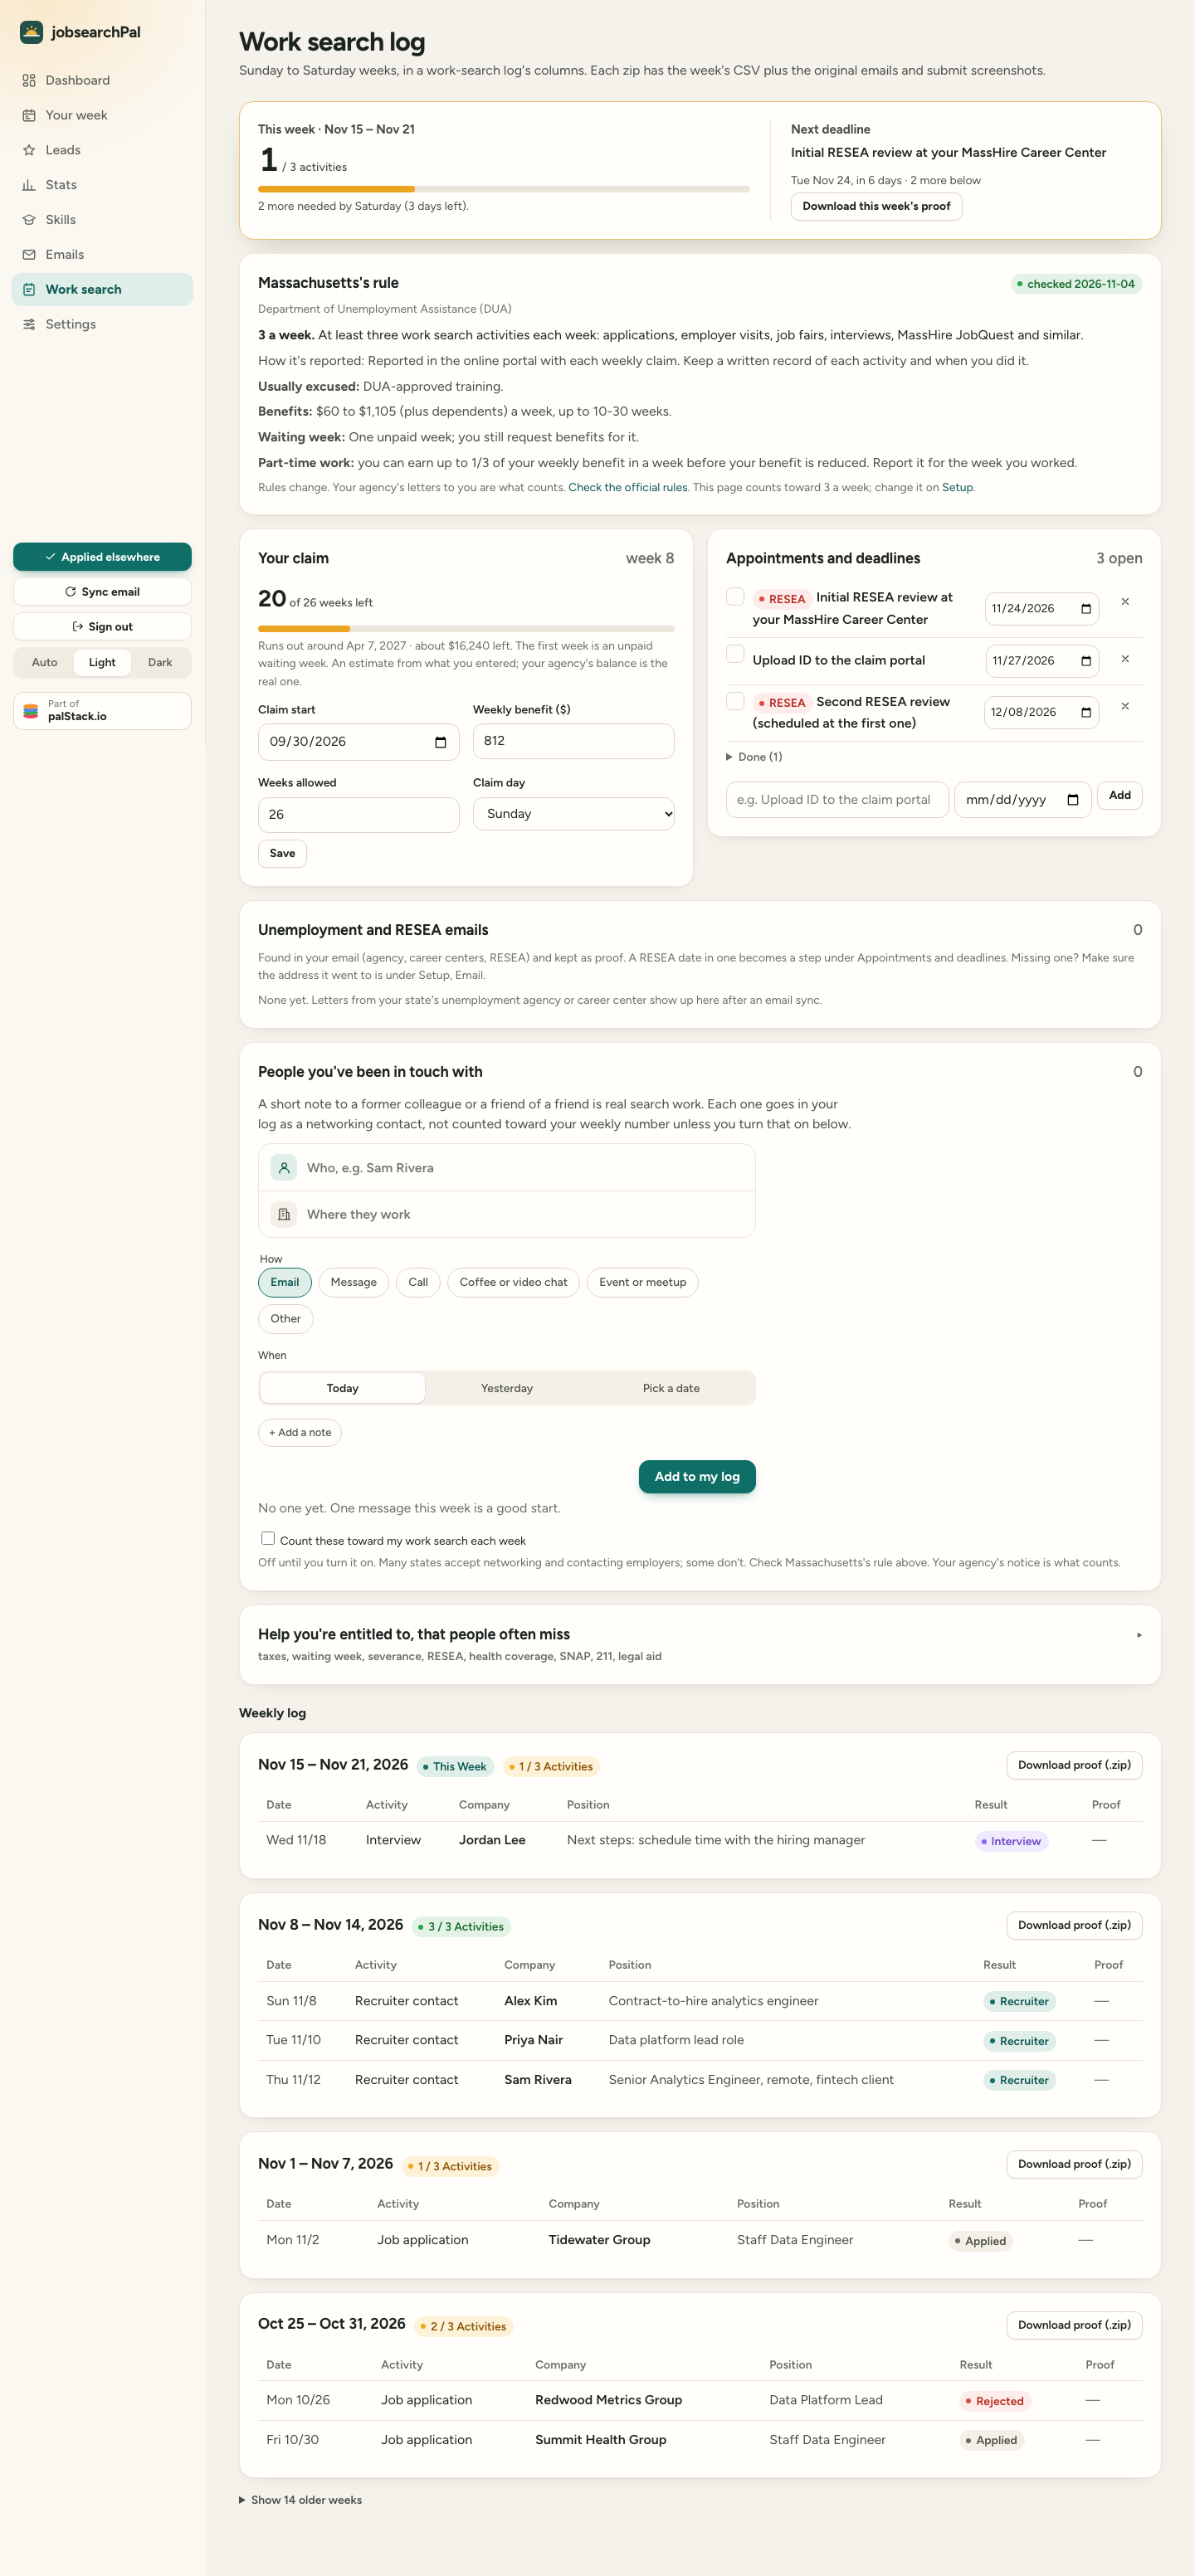 jobsearchPal
Dashboard
Your week
Leads
Stats
Skills
Emails
Work search
Settings
Applied elsewhere
Sync email
Sign out
Auto Light Dark
Part of
palStack.io
Work search log
Sunday to Saturday weeks, in a work-search log's columns. Each zip has the week's CSV plus the original emails and submit screenshots.
This week · Nov 15 – Nov 21
1 / 3 activities
2 more needed by Saturday (3 days left).
Next deadline
Initial RESEA review at your MassHire Career Center
Tue Nov 24, in 6 days · 2 more below
Download this week's proof
Massachusetts's rule
checked 2026-11-04
Department of Unemployment Assistance (DUA)
3 a week. At least three work search activities each week: applications, employer visits, job fairs, interviews, MassHire JobQuest and similar.
How it's reported: Reported in the online portal with each weekly claim. Keep a written record of each activity and when you did it.
Usually excused: DUA-approved training.
Benefits: $60 to $1,105 (plus dependents) a week, up to 10-30 weeks.
Waiting week: One unpaid week; you still request benefits for it.
Part-time work: you can earn up to 1/3 of your weekly benefit in a week before your benefit is reduced. Report it for the week you worked.
Rules change. Your agency's letters to you are what counts. Check the official rules. This page counts toward 3 a week; change it on Setup.
Your claim week 8
20 of 26 weeks left
Runs out around Apr 7, 2027 · about $16,240 left. The first week is an unpaid
waiting week. An estimate from what you entered; your agency's balance is the
real one.
Claim start Weekly benefit ($)
09/30/2026 812
Weeks allowed Claim day
26 Sunday
Save
Appointments and deadlines 3 open
RESEA Initial RESEA review at
your MassHire Career Center
11/24/2026 ×
Upload ID to the claim portal 11/27/2026 ×
RESEA Second RESEA review
(scheduled at the first one)
12/08/2026 ×
Done (1)
e.g. Upload ID to the claim portal mm/dd/yyyy Add
Unemployment and RESEA emails 0
Found in your email (agency, career centers, RESEA) and kept as proof. A RESEA date in one becomes a step under Appointments and deadlines. Missing one? Make sure
the address it went to is under Setup, Email.
None yet. Letters from your state's unemployment agency or career center show up here after an email sync.
People you've been in touch with 0
A short note to a former colleague or a friend of a friend is real search work. Each one goes in your
log as a networking contact, not counted toward your weekly number unless you turn that on below.
Who, e.g. Sam Rivera
Where they work
How
Email Message Call Coffee or video chat Event or meetup
Other
When
Today Yesterday Pick a date
+ Add a note
Add to my log
No one yet. One message this week is a good start.
Count these toward my work search each week
Off until you turn it on. Many states accept networking and contacting employers; some don't. Check Massachusetts's rule above. Your agency's notice is what counts.
Help you're entitled to, that people often miss
taxes, waiting week, severance, RESEA, health coverage, SNAP, 211, legal aid
Weekly log
Nov 15 – Nov 21, 2026 This Week 1 / 3 Activities Download proof (.zip)
Date Activity Company Position Result Proof
Wed 11/18 Interview Jordan Lee Next steps: schedule time with the hiring manager Interview —
Nov 8 – Nov 14, 2026 3 / 3 Activities Download proof (.zip)
Date Activity Company Position Result Proof
Sun 11/8 Recruiter contact Alex Kim Contract-to-hire analytics engineer Recruiter —
Tue 11/10 Recruiter contact Priya Nair Data platform lead role Recruiter —
Thu 11/12 Recruiter contact Sam Rivera Senior Analytics Engineer, remote, fintech client Recruiter —
Nov 1 – Nov 7, 2026 1 / 3 Activities Download proof (.zip)
Date Activity Company Position Result Proof
Mon 11/2 Job application Tidewater Group Staff Data Engineer Applied —
Oct 25 – Oct 31, 2026 2 / 3 Activities Download proof (.zip)
Date Activity Company Position Result Proof
Mon 10/26 Job application Redwood Metrics Group Data Platform Lead Rejected —
Fri 10/30 Job application Summit Health Group Staff Data Engineer Applied —
Show 14 older weeks